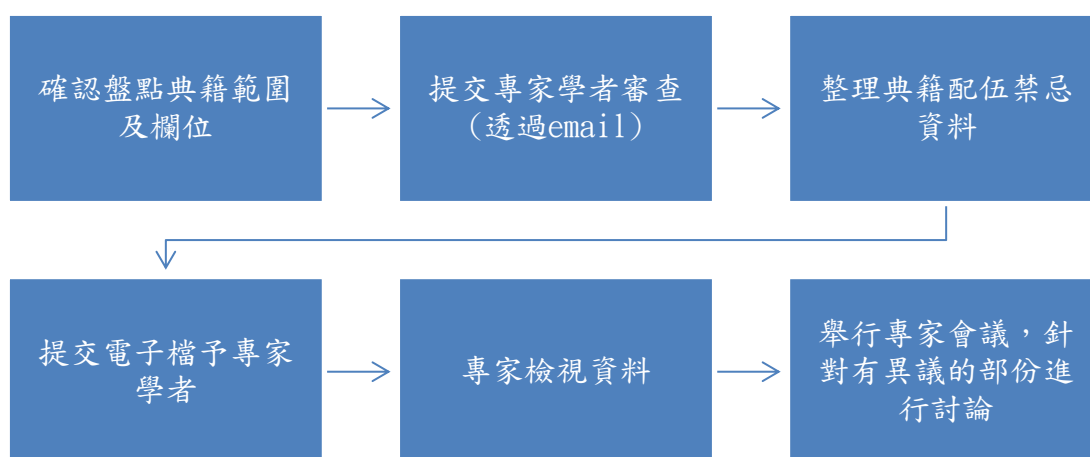 確認盤點典籍範圍
及欄位
提交專家學者審查
(透過email)
整理典籍配伍禁忌
資料
提交電子檔予專家
學者
專家檢視資料
舉行專家會議，針
對有異議的部份進
行討論